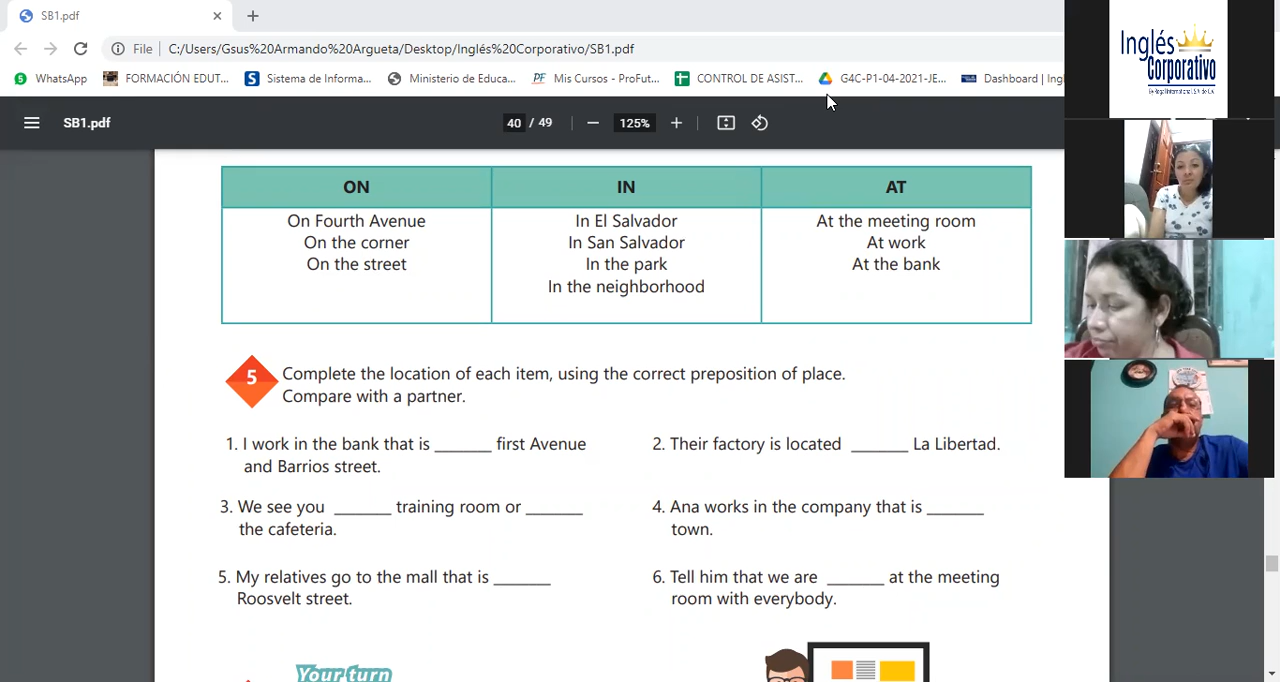 SB1.pdf
File C:/Users/Gsus%20Armando%20Argueta/Desktop/Inglés%20Corporativo/SB1.pdf
WhatsApp FORMACIÓN EDUT... Sistema de Informa... Ministerio de Educa... Mis Cursos - ProFut... CONTROL DE ASIST... G4C-P1-04-2021-JE... Dashboard | Ingl
SB1.pdf 40 / 49 125%
Inglés
Corporativo
ON IN AT
On Fourth Avenue In El Salvador At the meeting room
On the corner In San Salvador At work
On the street In the park At the bank
In the neighborhood
5 Complete the location of each item, using the correct preposition of place.
Compare with a partner.
1. I work in the bank that is ______ first Avenue
and Barrios street.
2. Their factory is located ______ La Libertad.
3. We see you ______ training room or ______
the cafeteria.
4. Ana works in the company that is ______
town.
5. My relatives go to the mall that is ______
Roosvelt street.
6. Tell him that we are ______ at the meeting
room with everybody.
Your turn